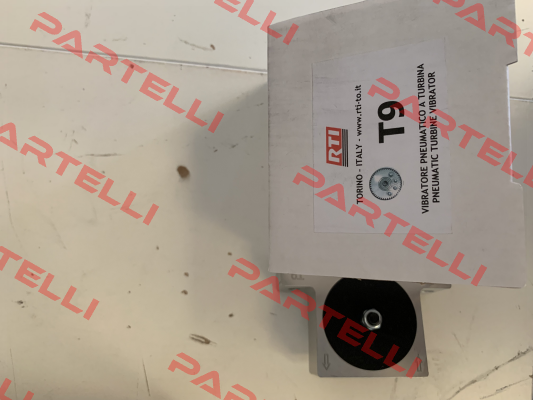 RTI
TORINO - ITALY - www.rti-to.it
T9
VIBRATORE PNEUMATICO A TURBINA
PNEUMATIC TURBINE VIBRATOR
PARTELLI
PARTELLI
PARTELLI
PARTELLI
PARTELLI
PARTELLI
PARTELLI
PARTELLI
PARTELLI